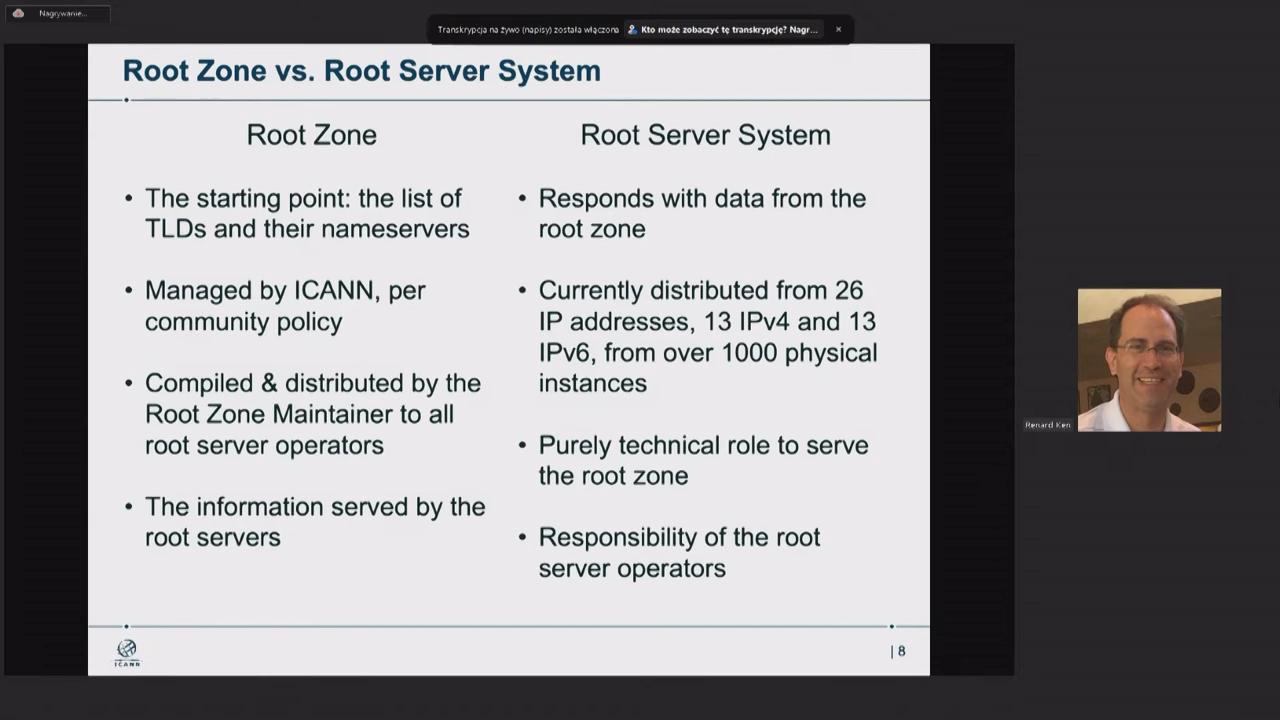 Nagrywanie...
Transkrypcja na żywo (napisy) została włączona Kto może zobaczyć tę transkrypcję? Nagr... ×
Root Zone vs. Root Server System
Root Zone
• The starting point: the list of
TLDs and their nameservers
• Managed by ICANN, per
community policy
• Compiled & distributed by the
Root Zone Maintainer to all
root server operators
• The information served by the
root servers
Root Server System
• Responds with data from the
root zone
• Currently distributed from 26
IP addresses, 13 IPv4 and 13
IPv6, from over 1000 physical
instances
• Purely technical role to serve
the root zone
• Responsibility of the root
server operators
ICANN
| 8
Renard Ken